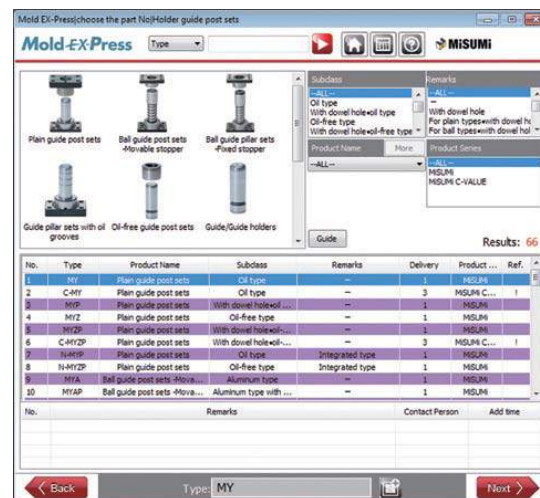 Mold EX-Press|choose the part No|Holder guide post sets
Mold EX-Press Type MiSUMi
Plain guide post sets
Ball guide post sets -Movable stopper
Ball guide pillar sets -Fixed stopper
Guide pillar sets with oil grooves
Oil-free guide post sets
Guide/Guide holders
Subclass
--ALL--
Oil type
With dowel hole•oil type
Oil-free type
With dowel hole•oil-free type
Remarks
--ALL--
–
With dowel hole
For plain types•with dowel ho
For ball types•with dowel hol
Product Name More
--ALL--
Product Series
--ALL--
MISUMI
MISUMI C-VALUE
Guide
Results: 66
No. Type Product Name Subclass Remarks Delivery Product ... Ref.
1 MY Plain guide post sets Oil type – 1 MISUMI
2 C-MY Plain guide post sets Oil type – 3 MISUMI C... !
3 MYP Plain guide post sets With dowel hole•oil ... – 1 MISUMI
4 MYZ Plain guide post sets Oil-free type – 1 MISUMI
5 MYZP Plain guide post sets With dowel hole•oil-... – 1 MISUMI
6 C-MYZP Plain guide post sets With dowel hole•oil-... – 3 MISUMI C... !
7 N-MYP Plain guide post sets Oil type Integrated type 1 MISUMI
8 N-MYZP Plain guide post sets Oil-free type Integrated type 1 MISUMI
9 MYA Ball guide post sets -Mova... Aluminum type – 1 MISUMI
10 MYAP Ball guide post sets -Mova... Aluminum type with ... – 1 MISUMI
No. Remarks Contact Person Add time
Back Type: MY Next